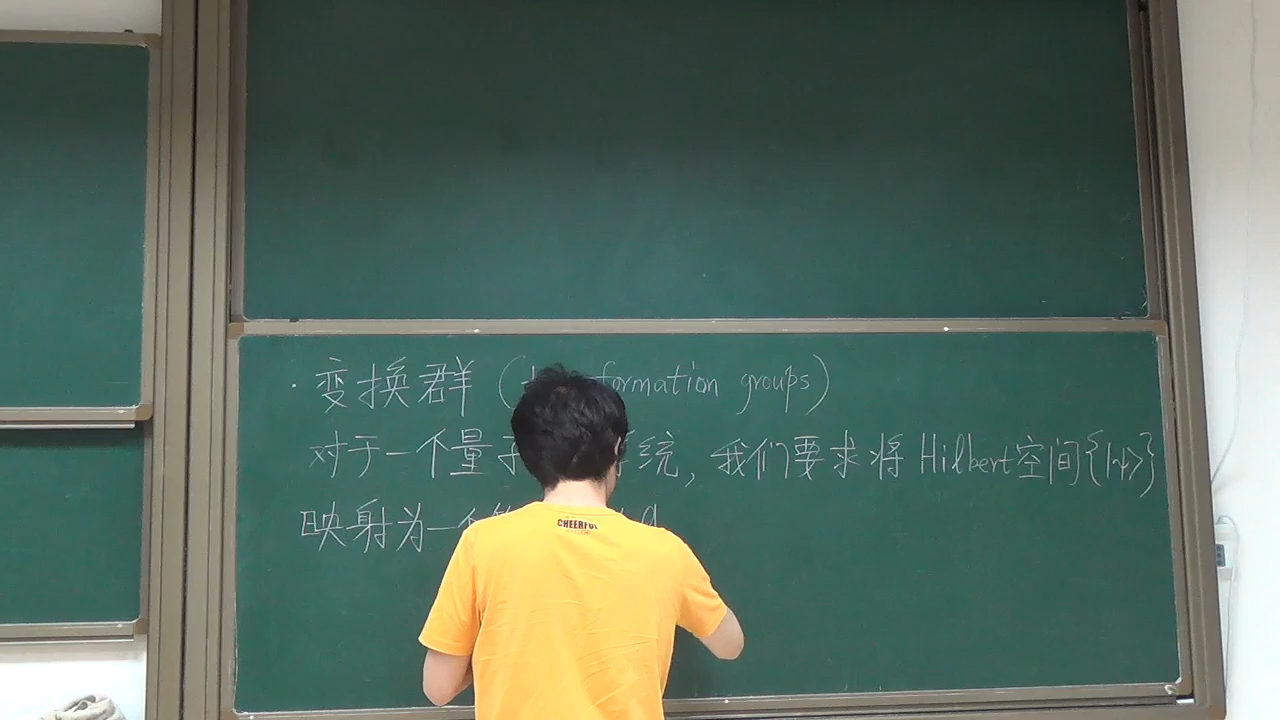 · 变换群 ( formation groups)
对于一个量子 系统, 我们要求将 Hilbert空间{|ψ>}
映射为一个
CHEERFUL